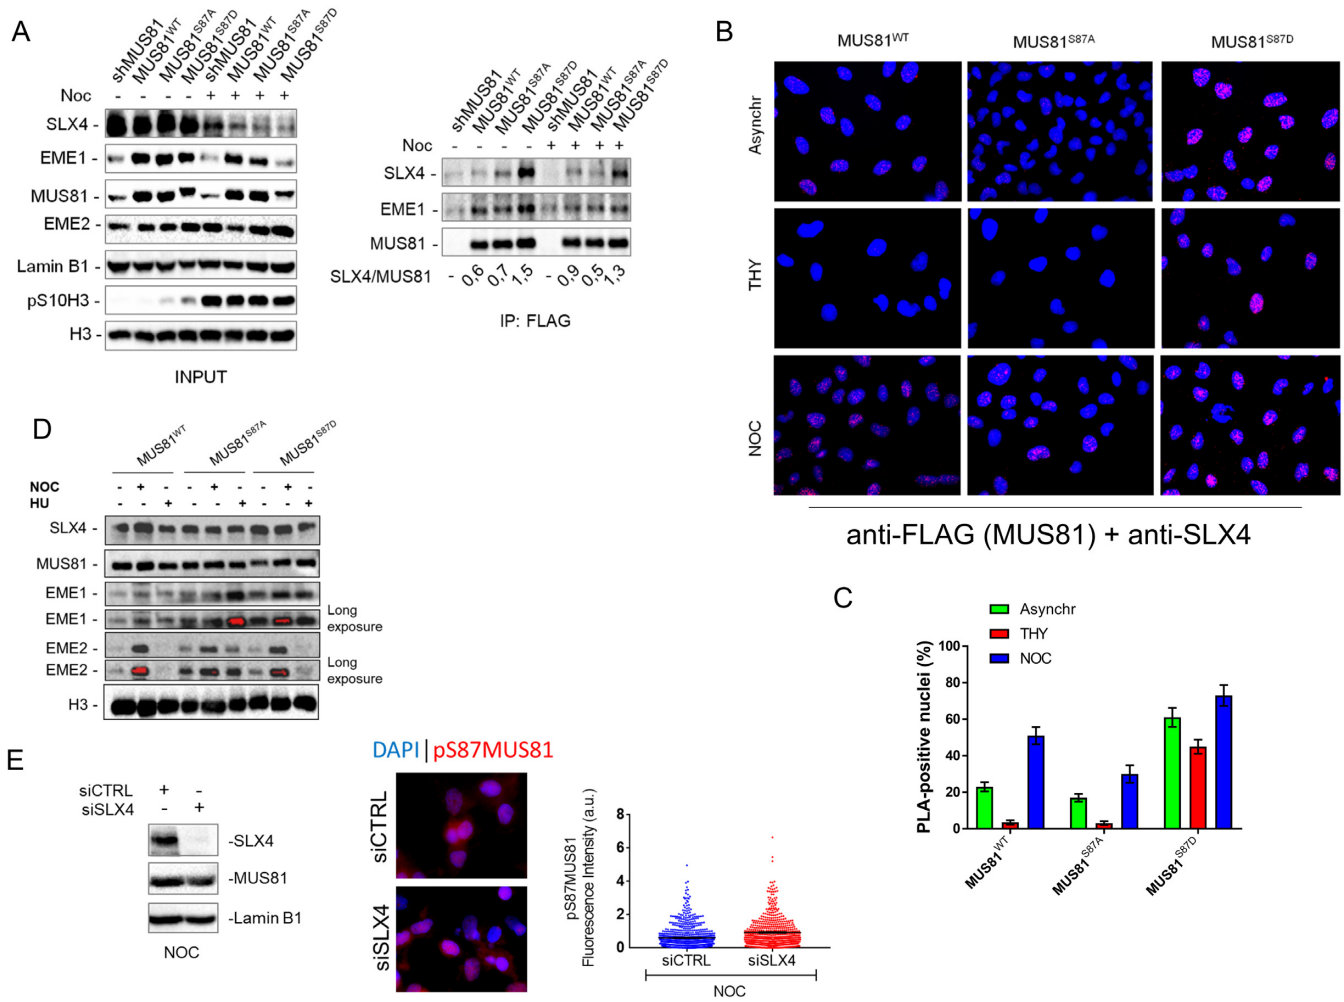 A
shMUS81 MUS81WT MUS81S87A MUS81S87D shMUS81 MUS81WT MUS81S87A MUS81S87D
Noc - - - - + + + +
SLX4 -
EME1 -
MUS81 -
EME2 -
Lamin B1 -
pS10H3 -
H3 -
INPUT
shMUS81 MUS81WT MUS81S87A MUS81S87D shMUS81 MUS81WT MUS81S87A MUS81S87D
Noc - - - - + + + +
SLX4 -
EME1 -
MUS81 -
SLX4/MUS81 - 0,6 0,7 1,5 - 0,9 0,5 1,3
IP: FLAG
B
MUS81WT MUS81S87A MUS81S87D
Asynchr
THY
NOC
anti-FLAG (MUS81) + anti-SLX4
C
Asynchr
THY
NOC
PLA-positive nuclei (%)
100
80
60
40
20
0
MUS81WT MUS81S87A MUS81S87D
D
MUS81WT MUS81S87A MUS81S87D
NOC - + - - + - - + -
HU - - + - - + - - +
SLX4 -
MUS81 -
EME1 -
EME1 - Long exposure
EME2 -
EME2 - Long exposure
H3 -
E
siCTRL + -
siSLX4 - +
-SLX4
-MUS81
-Lamin B1
NOC
DAPI | pS87MUS81
siCTRL
siSLX4
pS87MUS81
Fluorescence Intensity (a.u.)
8
6
4
2
0
siCTRL siSLX4
NOC